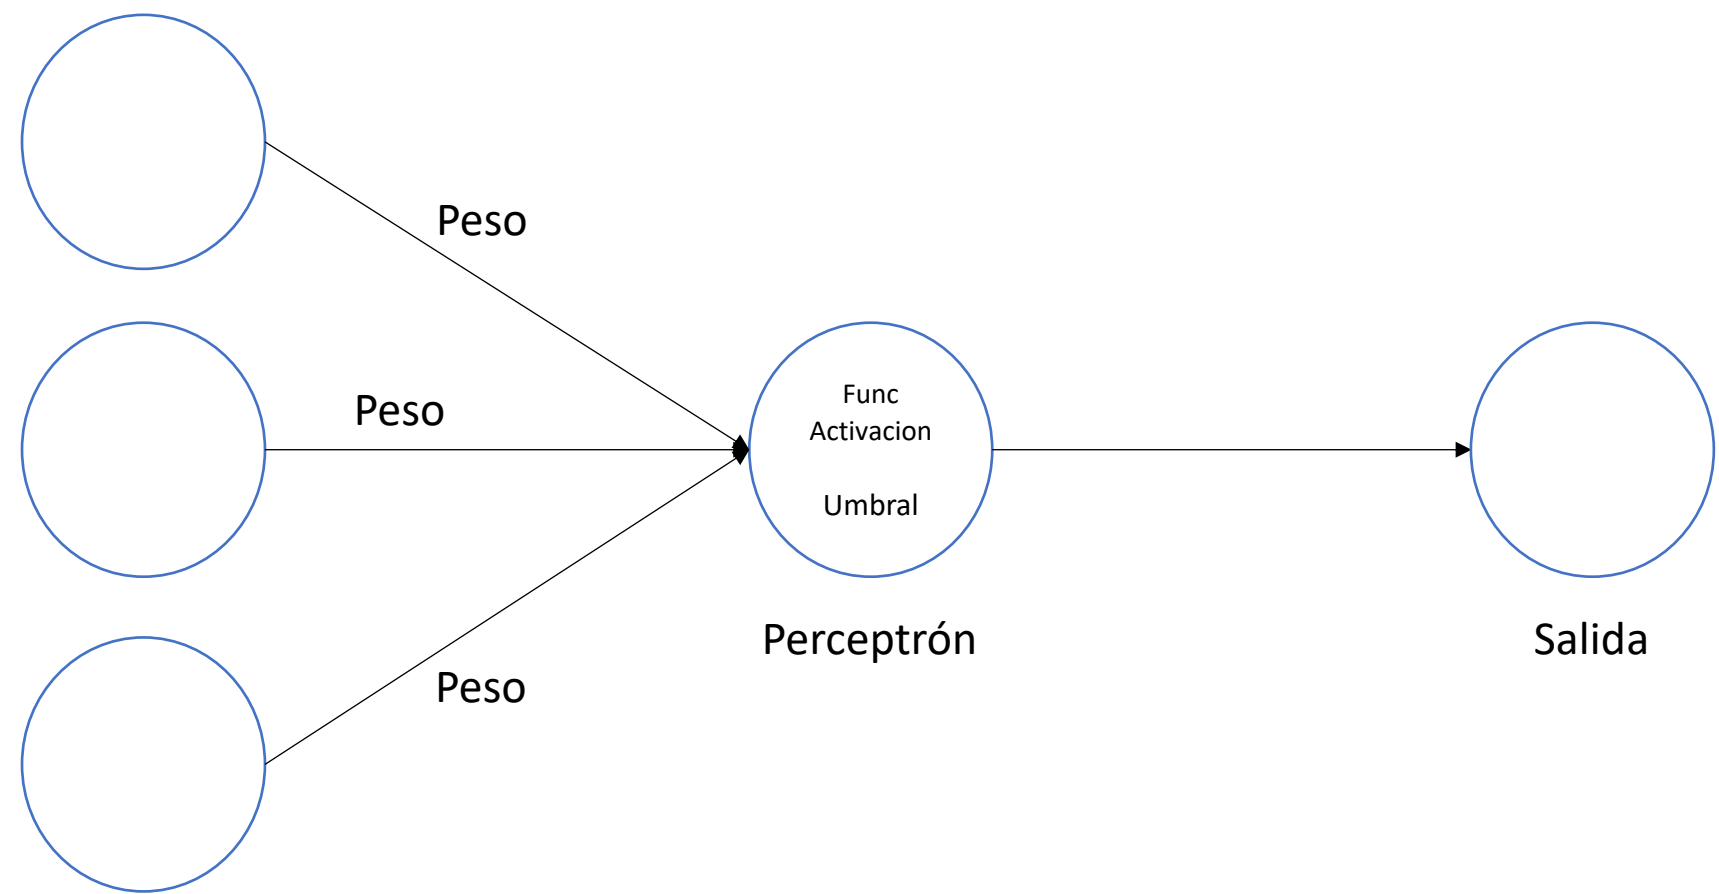 Peso
Peso
Func
Activacion
Umbral
Perceptrón
Salida
Peso